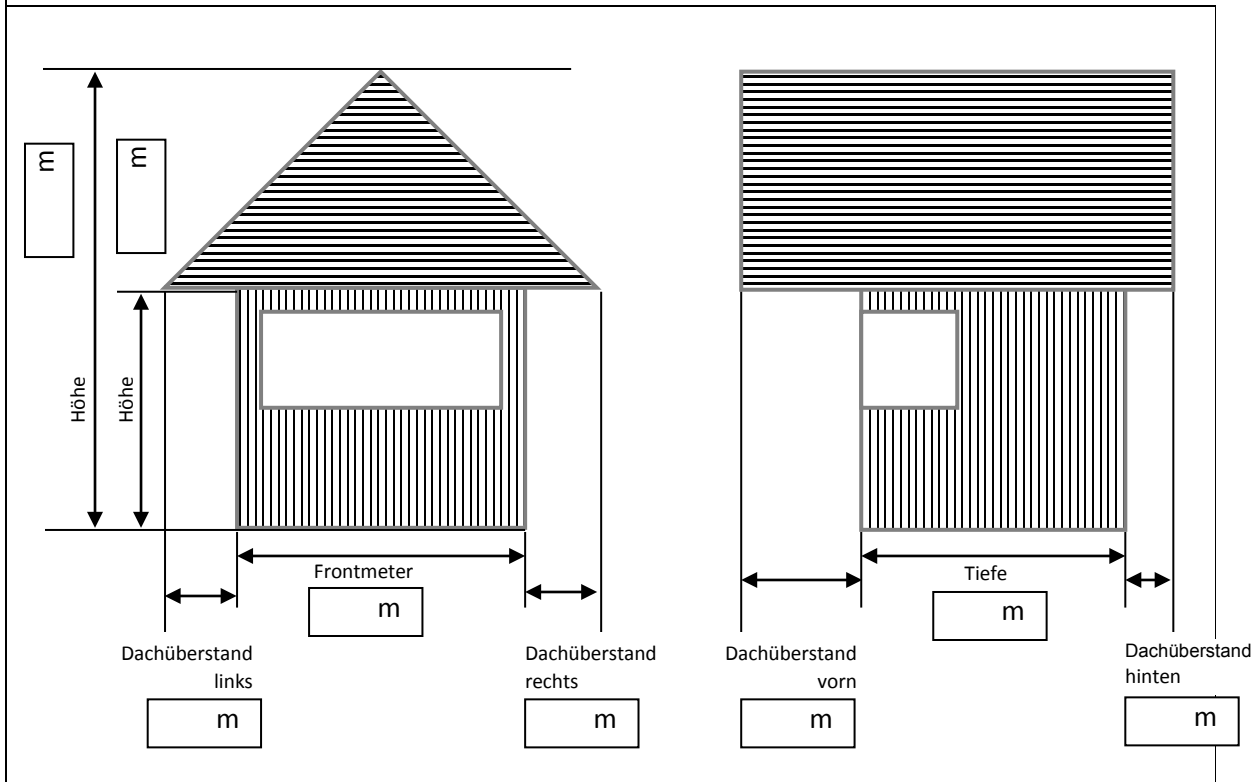 m
m
Höhe
Höhe
Frontmeter
m
Dachüberstand
links
m
Dachüberstand
rechts
m
Tiefe
m
Dachüberstand
vorn
m
Dachüberstand
hinten
m